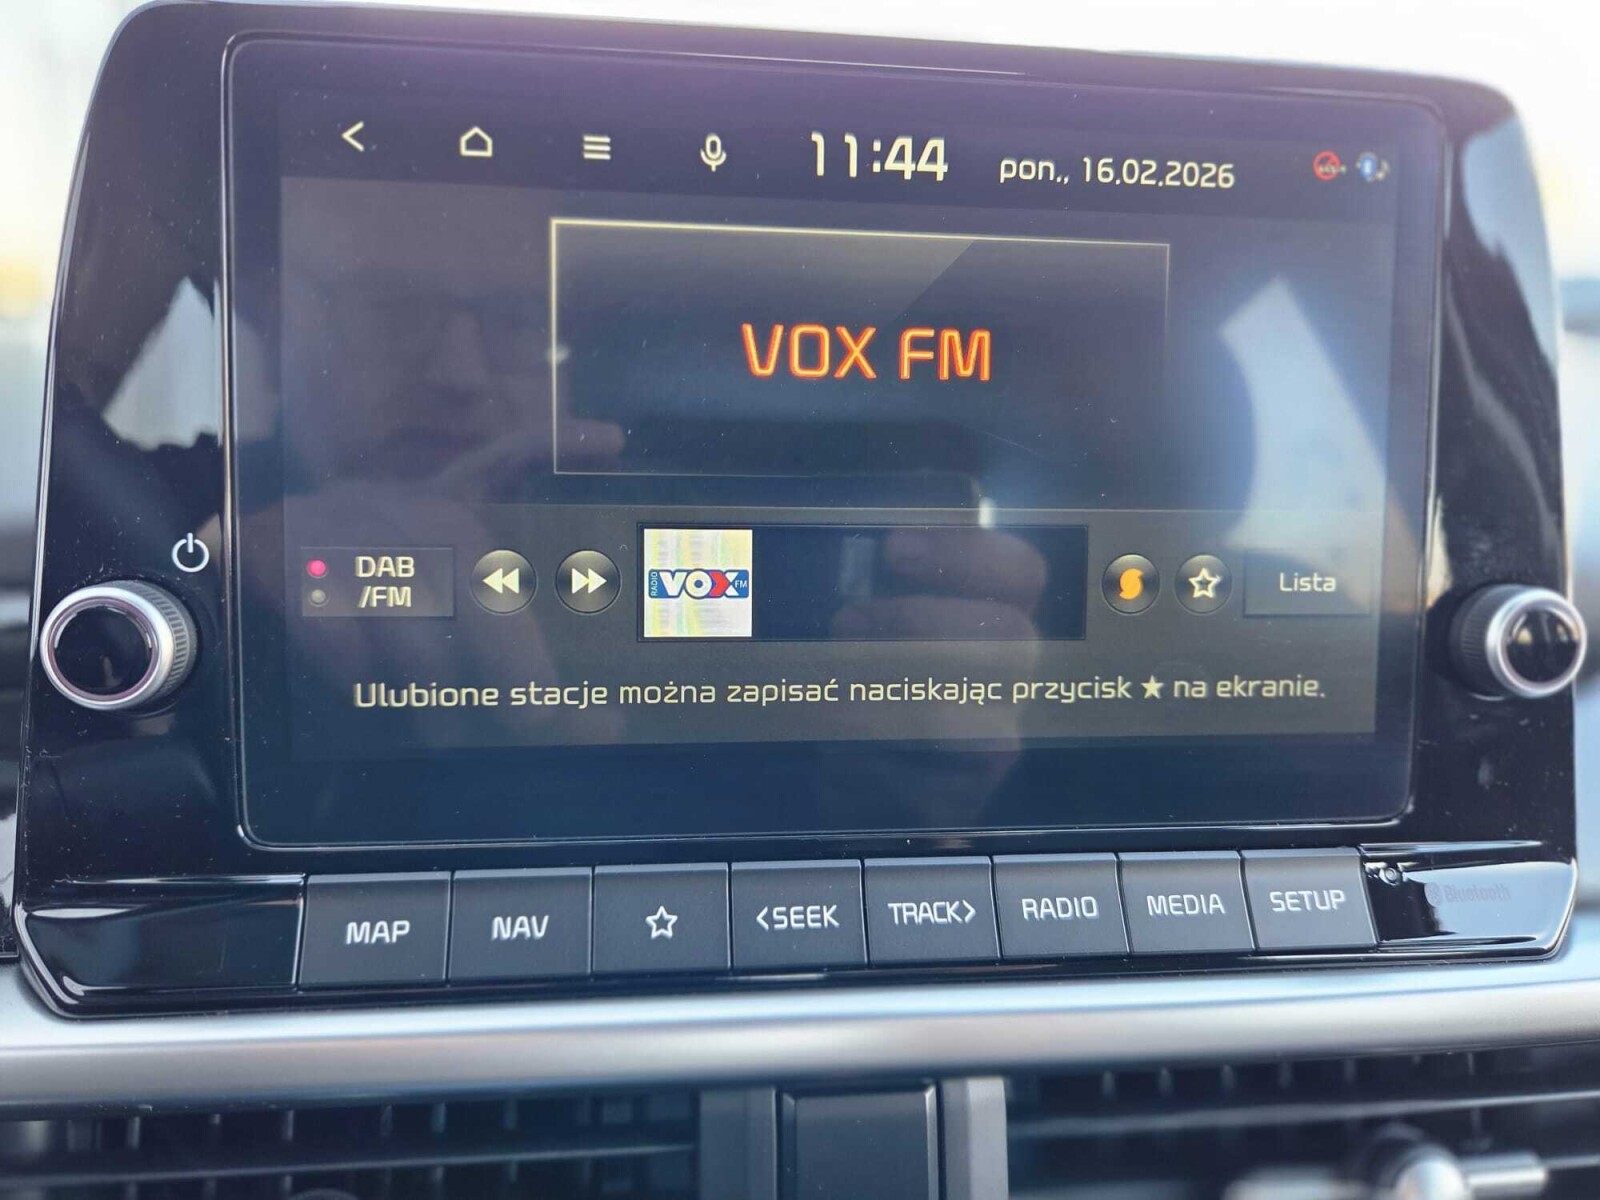 11:44 pon., 16.02.2026
VOX FM
DAB
/FM
RADIO VOX FM
Lista
Ulubione stacje można zapisać naciskając przycisk ★ na ekranie.
MAP NAV <SEEK TRACK> RADIO MEDIA SETUP
Bluetooth